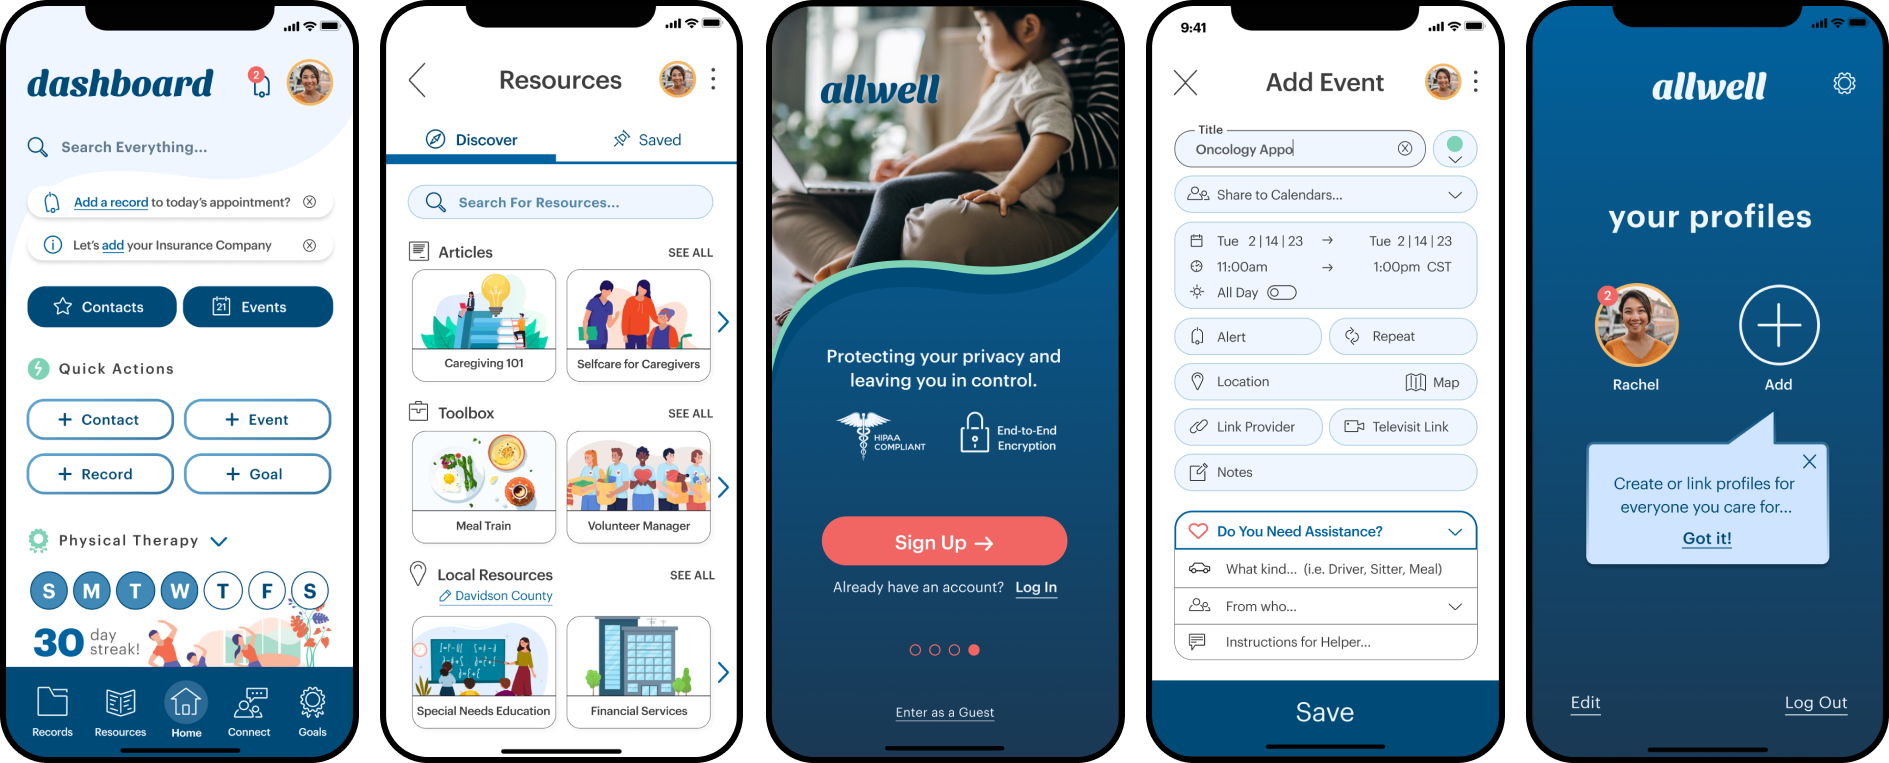 dashboard
2
Search Everything...
Add a record to today's appointment?
Let's add your Insurance Company
Contacts
21
Events
Quick Actions
+ Contact
+ Event
+ Record
+ Goal
Physical Therapy
S M T W T F S
30 day streak!
Records
Resources
Home
Connect
Goals
Resources
Discover
Saved
Search For Resources...
Articles
SEE ALL
Caregiving 101
Selfcare for Caregivers
Toolbox
SEE ALL
Meal Train
Volunteer Manager
Local Resources
SEE ALL
Davidson County
Special Needs Education
Financial Services
allwell
Protecting your privacy and
leaving you in control.
HIPAA
COMPLIANT
End-to-End
Encryption
Sign Up →
Already have an account? Log In
Enter as a Guest
9:41
Add Event
Title
Oncology Appo
Share to Calendars...
Tue 2 | 14 | 23 → Tue 2 | 14 | 23
11:00am → 1:00pm CST
All Day
Alert
Repeat
Location
Map
Link Provider
Televisit Link
Notes
Do You Need Assistance?
What kind... (i.e. Driver, Sitter, Meal)
From who...
Instructions for Helper...
Save
allwell
your profiles
2
Rachel
Add
Create or link profiles for
everyone you care for...
Got it!
Edit
Log Out